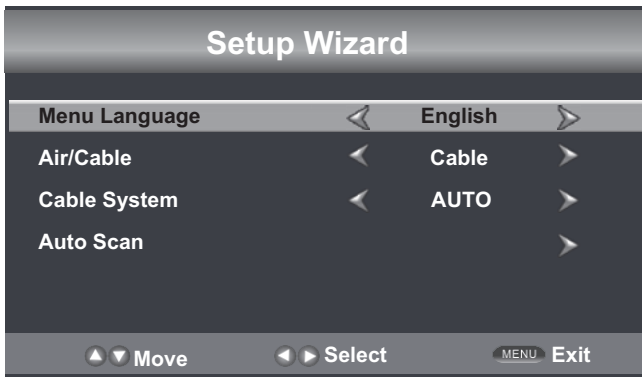 Setup Wizard
Menu Language English
Air/Cable Cable
Cable System AUTO
Auto Scan
Move Select MENU Exit